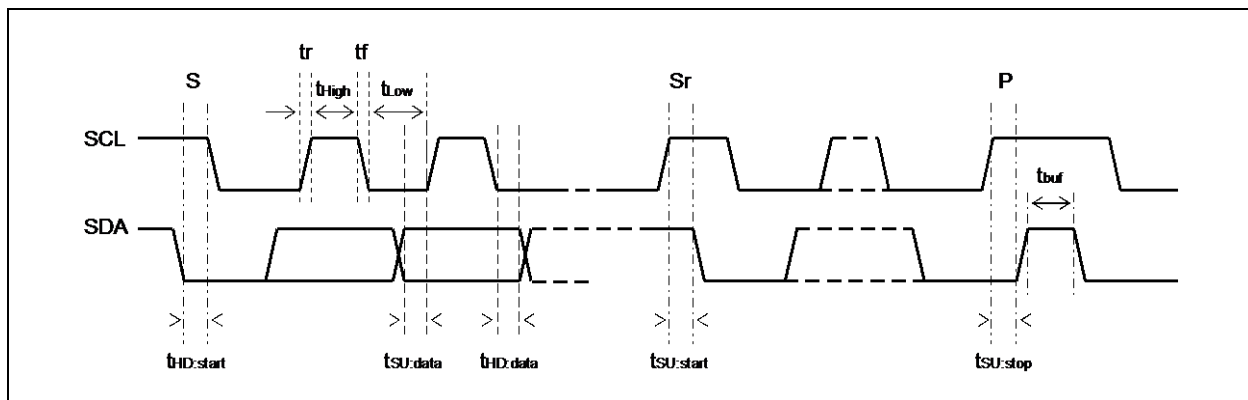 tr tf
S tHigh tLow Sr P
SCL
tbuf
SDA
tHD:start tSU:data tHD:data tSU:start tSU:stop